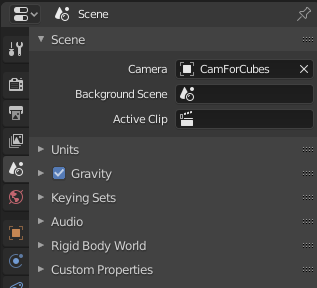 Scene
Scene
Camera CamForCubes
Background Scene
Active Clip
Units
Gravity
Keying Sets
Audio
Rigid Body World
Custom Properties